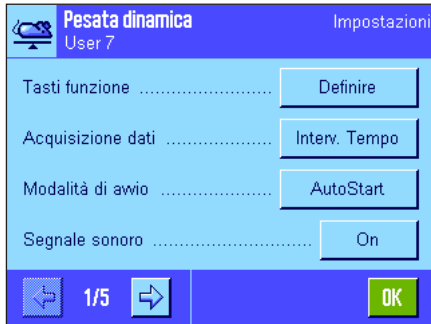 Pesata dinamica
Impostazioni
User 7
Tasti funzione ........................ Definire
Acquisizione dati .................... Interv. Tempo
Modalità di avvio .................... AutoStart
Segnale sonoro ............................. On
1/5
OK